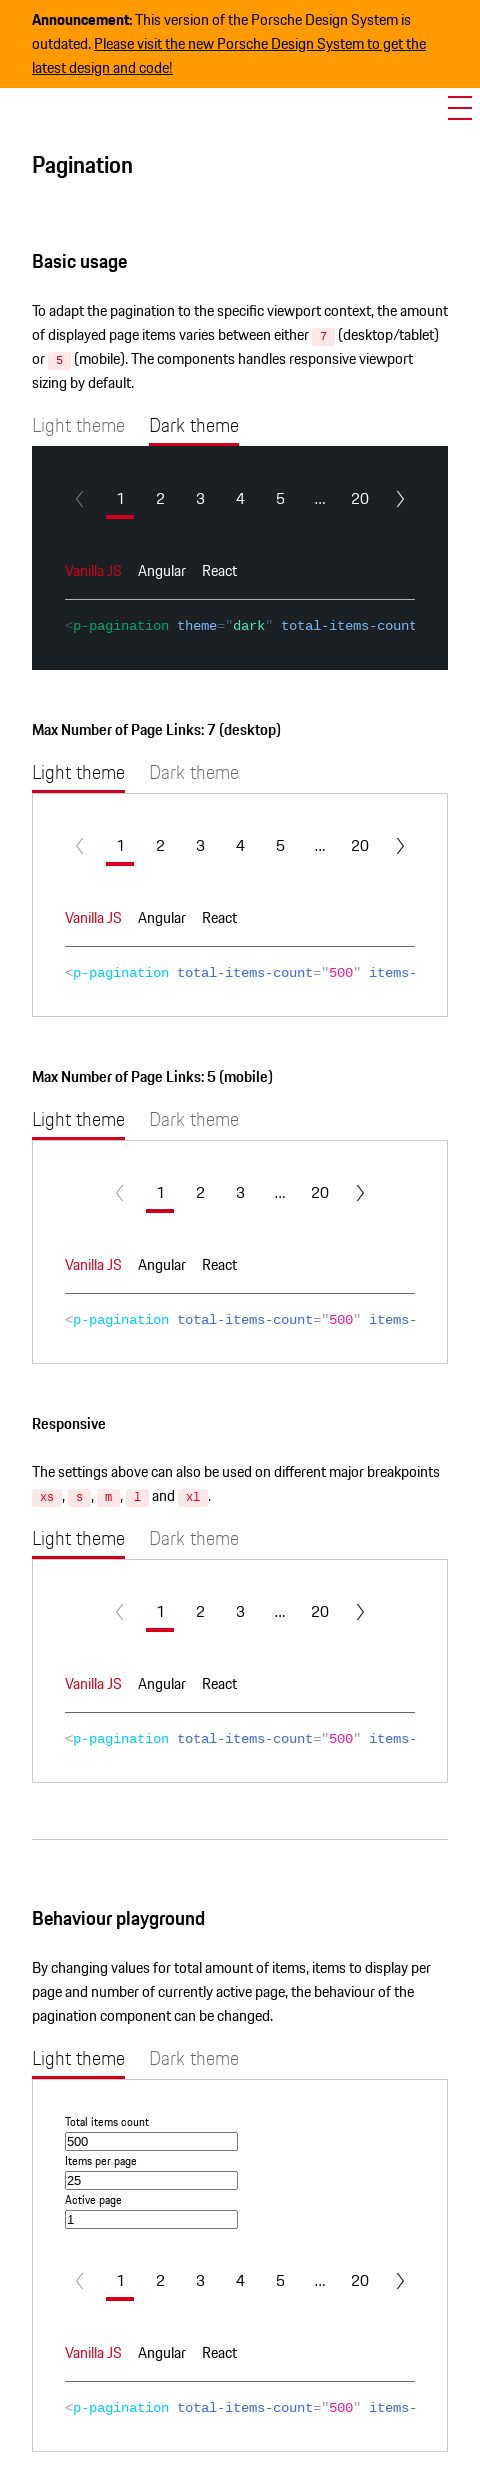 Announcement: This version of the Porsche Design System is
outdated. Please visit the new Porsche Design System to get the
latest design and code!
Pagination
Basic usage
To adapt the pagination to the specific viewport context, the amount
of displayed page items varies between either 7 (desktop/tablet)
or 5 (mobile). The components handles responsive viewport
sizing by default.
Light theme Dark theme
1 2 3 4 5 ... 20
Vanilla JS Angular React
<p-pagination theme="dark" total-items-count
Max Number of Page Links: 7 (desktop)
Light theme Dark theme
1 2 3 4 5 ... 20
Vanilla JS Angular React
<p-pagination total-items-count="500" items-
Max Number of Page Links: 5 (mobile)
Light theme Dark theme
1 2 3 ... 20
Vanilla JS Angular React
<p-pagination total-items-count="500" items-
Responsive
The settings above can also be used on different major breakpoints
xs, s, m, l and xl.
Light theme Dark theme
1 2 3 ... 20
Vanilla JS Angular React
<p-pagination total-items-count="500" items-
Behaviour playground
By changing values for total amount of items, items to display per
page and number of currently active page, the behaviour of the
pagination component can be changed.
Light theme Dark theme
Total items count
500
Items per page
25
Active page
1
1 2 3 4 5 ... 20
Vanilla JS Angular React
<p-pagination total-items-count="500" items-